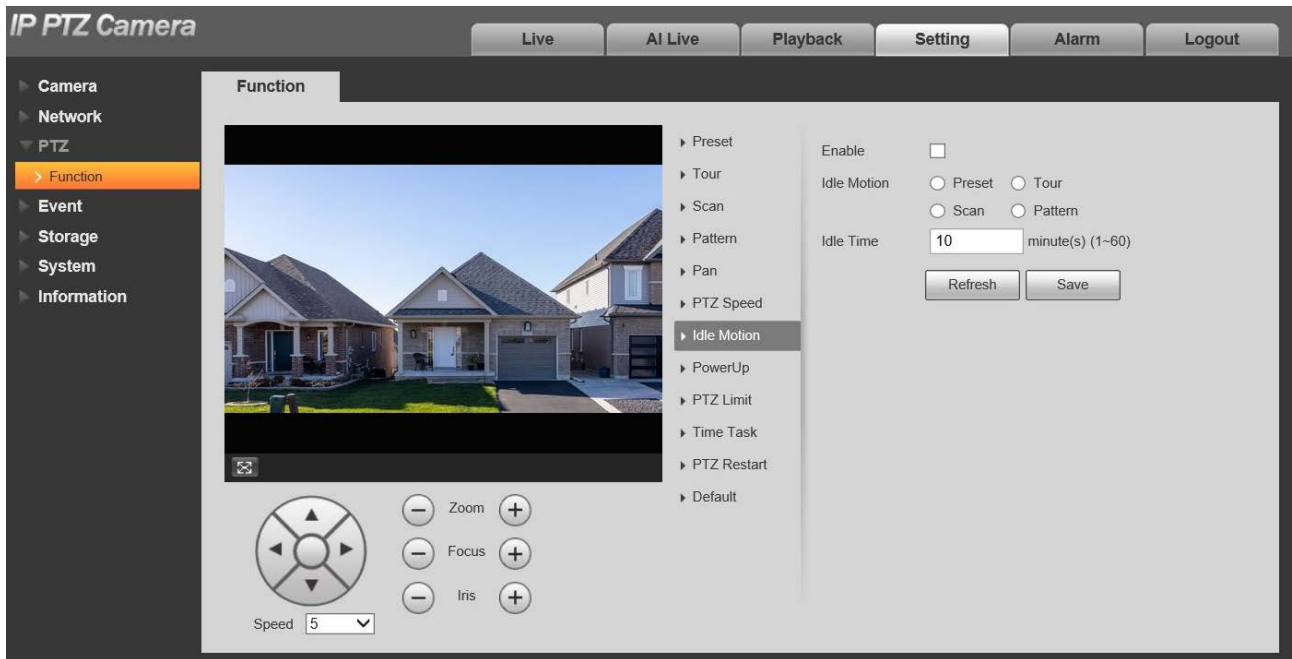 IP PTZ Camera
Live AI Live Playback Setting Alarm Logout
Camera
Network
PTZ
Function
Event
Storage
System
Information
Function
Preset
Tour
Scan
Pattern
Pan
PTZ Speed
Idle Motion
PowerUp
PTZ Limit
Time Task
PTZ Restart
Default
Enable
Idle Motion Preset Tour
Scan Pattern
Idle Time 10 minute(s) (1~60)
Refresh Save
Zoom
Focus
Iris
Speed 5